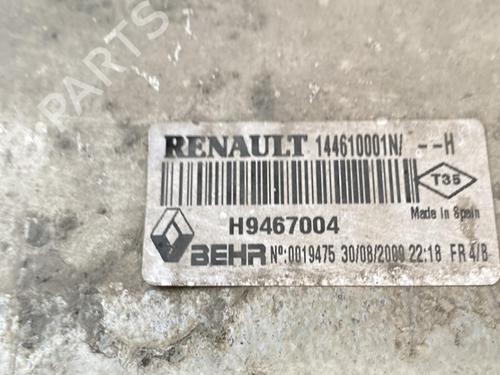 PARTS
RENAULT 144610001N/ --H
T35
H9467004
Made in Spain
BEHR Nº:0019475 30/08/2009 22:18 FR 4/B